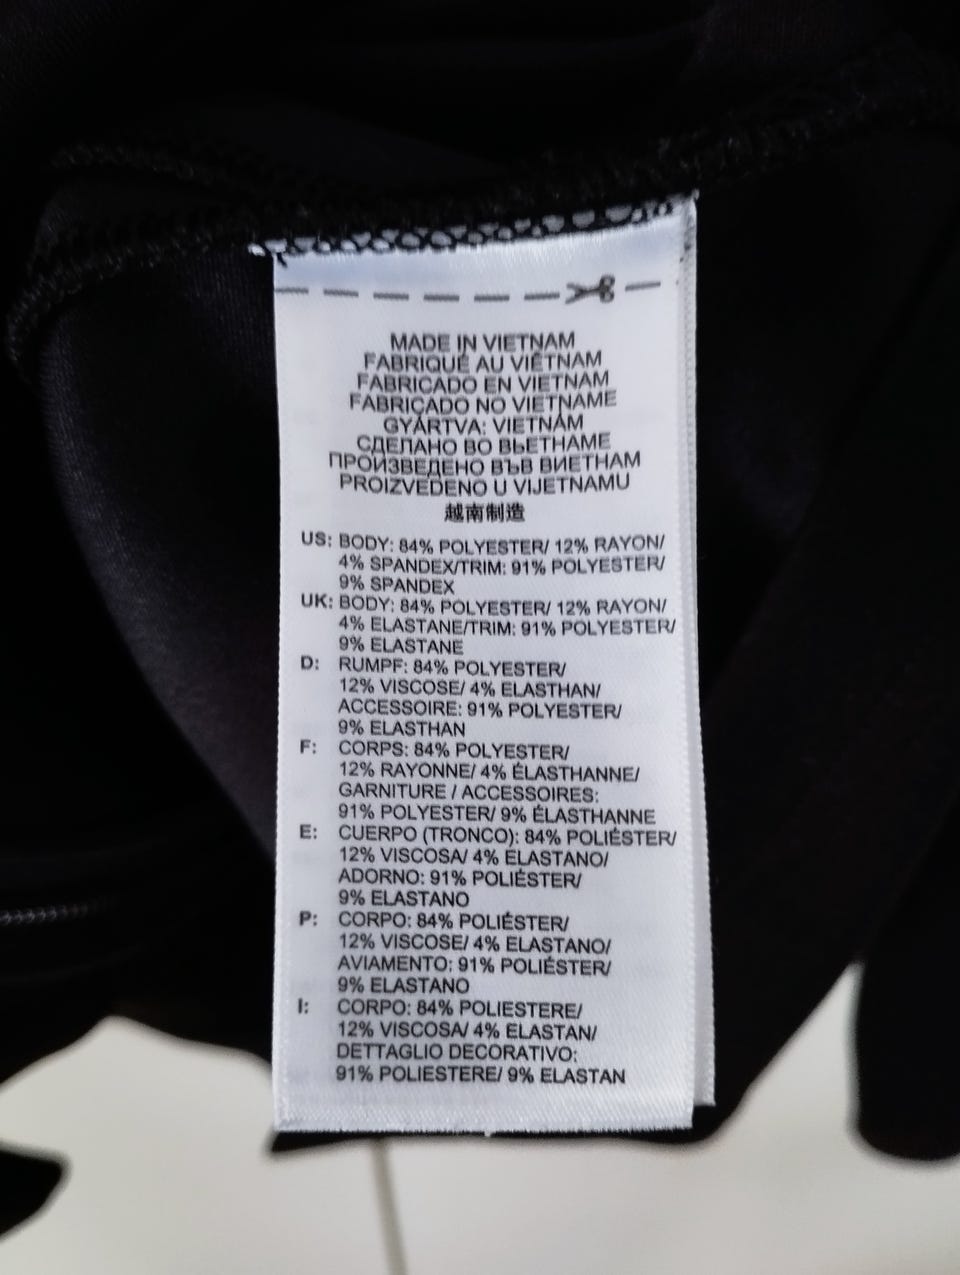 MADE IN VIETNAM
FABRIQUÉ AU VIÊTNAM
FABRICADO EN VIETNAM
FABRICADO NO VIETNAME
GYÁRTVA: VIETNÁM
СДЕЛАНО ВО ВЬЕТНАМЕ
ПРОИЗВЕДЕНО ВЪВ ВИЕТНАМ
PROIZVEDENO U VIJETNAMU
越南制造
US: BODY: 84% POLYESTER/ 12% RAYON/
4% SPANDEX/TRIM: 91% POLYESTER/
9% SPANDEX
UK: BODY: 84% POLYESTER/ 12% RAYON/
4% ELASTANE/TRIM: 91% POLYESTER/
9% ELASTANE
D: RUMPF: 84% POLYESTER/
12% VISCOSE/ 4% ELASTHAN/
ACCESSOIRE: 91% POLYESTER/
9% ELASTHAN
F: CORPS: 84% POLYESTER/
12% RAYONNE/ 4% ÉLASTHANNE/
GARNITURE / ACCESSOIRES:
91% POLYESTER/ 9% ÉLASTHANNE
E: CUERPO (TRONCO): 84% POLIÉSTER/
12% VISCOSA/ 4% ELASTANO/
ADORNO: 91% POLIÉSTER/
9% ELASTANO
P: CORPO: 84% POLIÉSTER/
12% VISCOSE/ 4% ELASTANO/
AVIAMENTO: 91% POLIÉSTER/
9% ELASTANO
I: CORPO: 84% POLIESTERE/
12% VISCOSA/ 4% ELASTAN/
DETTAGLIO DECORATIVO:
91% POLIESTERE/ 9% ELASTAN